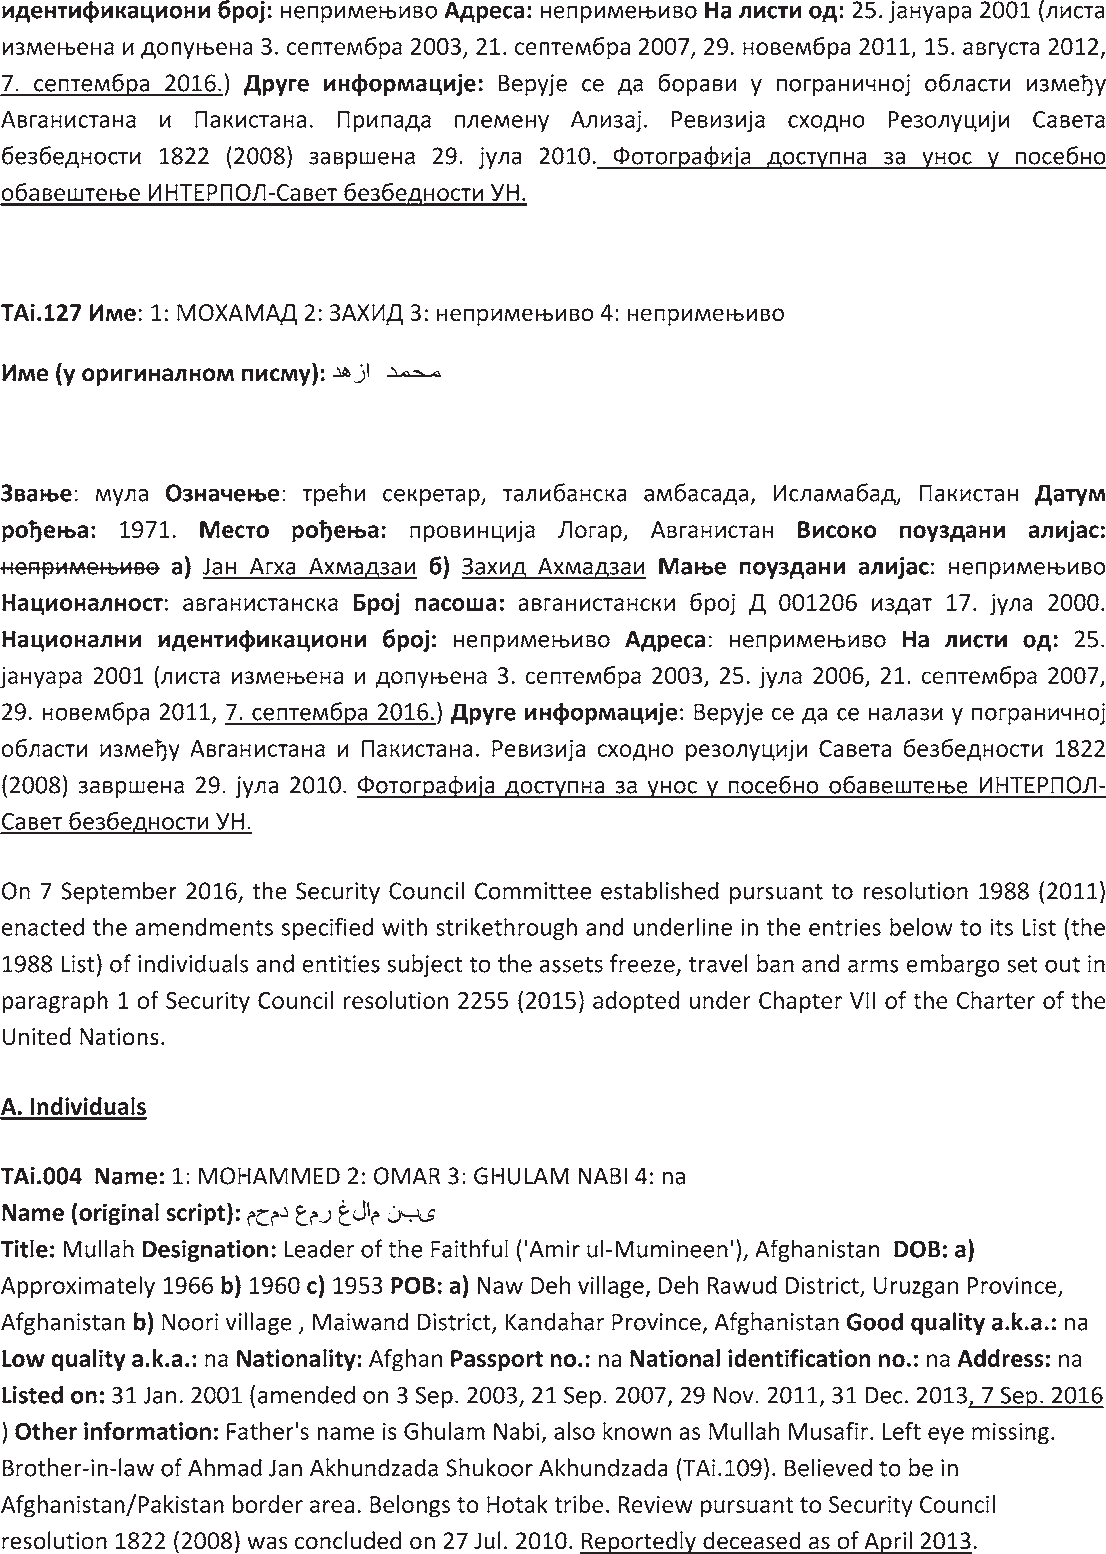 идентификациони број: непримењиво Адреса: непримењиво На листи од: 25. јануара 2001 (листа
измењена и допуњена 3. септембра 2003, 21. септембра 2007, 29. новембра 2011, 15. августа 2012,
7. септембра 2016.) Друге информације: Верује се да борави у пограничној области између
Авганистана и Пакистана. Припада племену Ализај. Ревизија сходно Резолуцији Савета
безбедности 1822 (2008) завршена 29. јула 2010. Фотографија доступна за унос у посебно
обавештење ИНТЕРПОЛ-Савет безбедности УН.
TAi.127 Име: 1: МОХАМАД 2: ЗАХИД 3: непримењиво 4: непримењиво
Име (у оригиналном писму): محمد ازهد
Звање: мула Означење: трећи секретар, талибанска амбасада, Исламабад, Пакистан Датум
рођења: 1971. Место рођења: провинција Логар, Авганистан Високо поуздани алијас:
непримењиво а) Јан Агха Ахмадзаи б) Захид Ахмадзаи Мање поуздани алијас: непримењиво
Националност: авганистанска Број пасоша: авганистански број Д 001206 издат 17. јула 2000.
Национални идентификациони број: непримењиво Адреса: непримењиво На листи од: 25.
јануара 2001 (листа измењена и допуњена 3. септембра 2003, 25. јула 2006, 21. септембра 2007,
29. новембра 2011, 7. септембра 2016.) Друге информације: Верује се да се налази у пограничној
области између Авганистана и Пакистана. Ревизија сходно резолуцији Савета безбедности 1822
(2008) завршена 29. јула 2010. Фотографија доступна за унос у посебно обавештење ИНТЕРПОЛ-
Савет безбедности УН.
On 7 September 2016, the Security Council Committee established pursuant to resolution 1988 (2011)
enacted the amendments specified with strikethrough and underline in the entries below to its List (the
1988 List) of individuals and entities subject to the assets freeze, travel ban and arms embargo set out in
paragraph 1 of Security Council resolution 2255 (2015) adopted under Chapter VII of the Charter of the
United Nations.
A. Individuals
TAi.004 Name: 1: MOHAMMED 2: OMAR 3: GHULAM NABI 4: na
Name (original script):
Title: Mullah Designation: Leader of the Faithful ('Amir ul-Mumineen'), Afghanistan DOB: a)
Approximately 1966 b) 1960 c) 1953 POB: a) Naw Deh village, Deh Rawud District, Uruzgan Province,
Afghanistan b) Noori village , Maiwand District, Kandahar Province, Afghanistan Good quality a.k.a.: na
Low quality a.k.a.: na Nationality: Afghan Passport no.: na National identification no.: na Address: na
Listed on: 31 Jan. 2001 (amended on 3 Sep. 2003, 21 Sep. 2007, 29 Nov. 2011, 31 Dec. 2013, 7 Sep. 2016
) Other information: Father's name is Ghulam Nabi, also known as Mullah Musafir. Left eye missing.
Brother-in-law of Ahmad Jan Akhundzada Shukoor Akhundzada (TAi.109). Believed to be in
Afghanistan/Pakistan border area. Belongs to Hotak tribe. Review pursuant to Security Council
resolution 1822 (2008) was concluded on 27 Jul. 2010. Reportedly deceased as of April 2013.